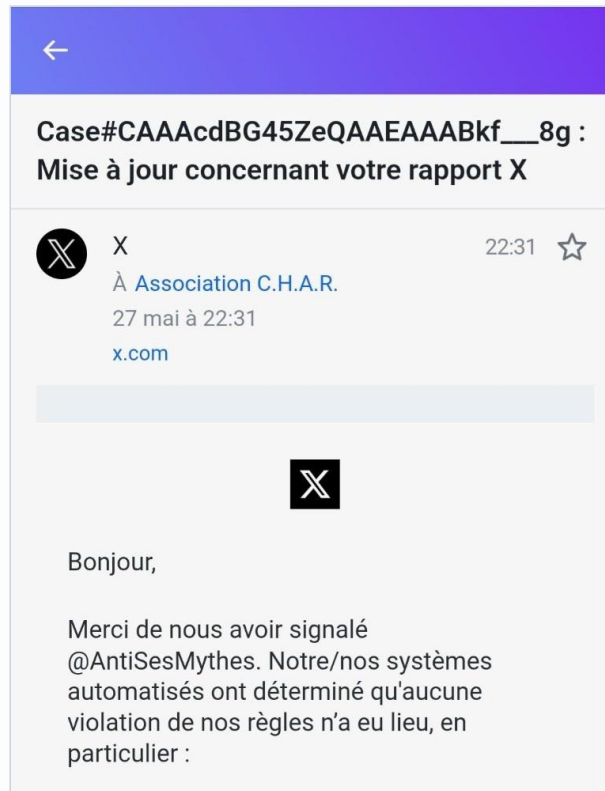 Case#CAAAcdBG45ZeQAAEAAABkf___8g :
Mise à jour concernant votre rapport X
X
22:31
À Association C.H.A.R.
27 mai à 22:31
x.com
Bonjour,
Merci de nous avoir signalé
@AntiSesMythes. Notre/nos systèmes
automatisés ont déterminé qu'aucune
violation de nos règles n’a eu lieu, en
particulier :